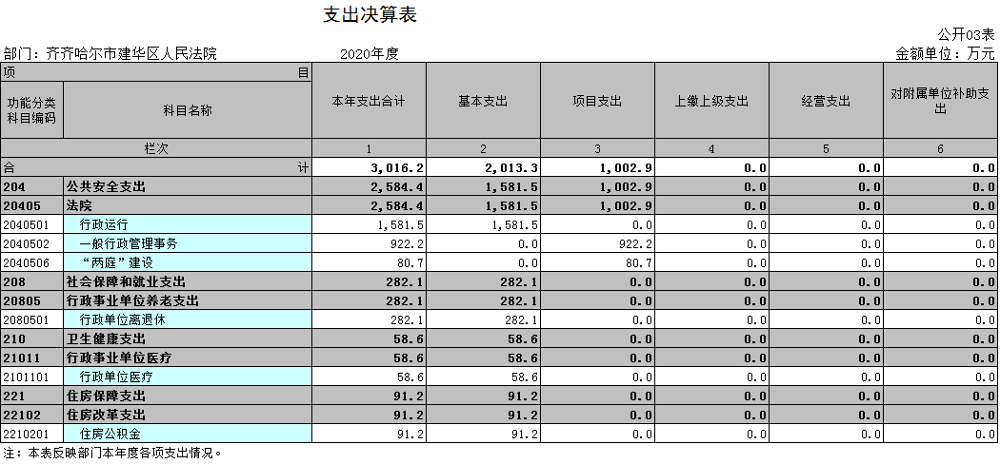 支出决算表
公开03表
部门：齐齐哈尔市建华区人民法院 2020年度 金额单位：万元
项 目 本年支出合计 基本支出 项目支出 上缴上级支出 经营支出 对附属单位补助支出
功能分类科目编码 科目名称
栏次 1 2 3 4 5 6
合 计 3,016.2 2,013.3 1,002.9 0.0 0.0 0.0
204 公共安全支出 2,584.4 1,581.5 1,002.9 0.0 0.0 0.0
20405 法院 2,584.4 1,581.5 1,002.9 0.0 0.0 0.0
2040501 行政运行 1,581.5 1,581.5 0.0 0.0 0.0 0.0
2040502 一般行政管理事务 922.2 0.0 922.2 0.0 0.0 0.0
2040506 “两庭”建设 80.7 0.0 80.7 0.0 0.0 0.0
208 社会保障和就业支出 282.1 282.1 0.0 0.0 0.0 0.0
20805 行政事业单位养老支出 282.1 282.1 0.0 0.0 0.0 0.0
2080501 行政单位离退休 282.1 282.1 0.0 0.0 0.0 0.0
210 卫生健康支出 58.6 58.6 0.0 0.0 0.0 0.0
21011 行政事业单位医疗 58.6 58.6 0.0 0.0 0.0 0.0
2101101 行政单位医疗 58.6 58.6 0.0 0.0 0.0 0.0
221 住房保障支出 91.2 91.2 0.0 0.0 0.0 0.0
22102 住房改革支出 91.2 91.2 0.0 0.0 0.0 0.0
2210201 住房公积金 91.2 91.2 0.0 0.0 0.0 0.0
注：本表反映部门本年度各项支出情况。